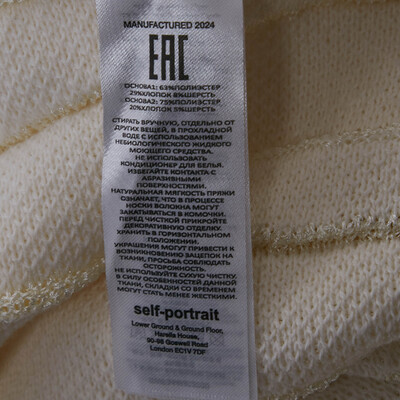 MANUFACTURED 2024
EAC
ОСНОВА1: 63%ПОЛИЭСТЕР
29%ХЛОПОК 8%ШЕРСТЬ
ОСНОВА2: 75%ПОЛИЭСТЕР
20%ХЛОПОК 5%ШЕРСТЬ
СТИРАТЬ ВРУЧНУЮ, ОТДЕЛЬНО ОТ
ДРУГИХ ВЕЩЕЙ, В ПРОХЛАДНОЙ
ВОДЕ С ИСПОЛЬЗОВАНИЕМ
НЕБИОЛОГИЧЕСКОГО ЖИДКОГО
МОЮЩЕГО СРЕДСТВА.
НЕ ИСПОЛЬЗОВАТЬ
КОНДИЦИОНЕР ДЛЯ БЕЛЬЯ.
ИЗБЕГАЙТЕ КОНТАКТА С
АБРАЗИВНЫМИ
ПОВЕРХНОСТЯМИ.
НАТУРАЛЬНАЯ МЯГКОСТЬ ПРЯЖИ
ОЗНАЧАЕТ, ЧТО В ПРОЦЕССЕ
НОСКИ ВОЛОКНА МОГУТ
ЗАКАТЫВАТЬСЯ В КОМОЧКИ.
ПЕРЕД ЧИСТКОЙ ПРИКРОЙТЕ
ДЕКОРАТИВНУЮ ОТДЕЛКУ.
ХРАНИТЬ В ГОРИЗОНТАЛЬНОМ
ПОЛОЖЕНИИ.
УКРАШЕНИЯ МОГУТ ПРИВЕСТИ К
ВОЗНИКНОВЕНИЮ ЗАЦЕПОК НА
ТКАНИ, ПРОСЬБА СОБЛЮДАТЬ
ОСТОРОЖНОСТЬ.
НЕ ИСПОЛЬЗУЙТЕ СУХУЮ ЧИСТКУ.
В СИЛУ ОСОБЕННОСТЕЙ ДАННОЙ
ТКАНИ, СКЛАДКИ СО ВРЕМЕНЕМ
МОГУТ СТАТЬ МЕНЕЕ ЖЕСТКИМИ.
self-portrait
Lower Ground & Ground Floor,
Harella House,
90-98 Goswell Road
London EC1V 7DF